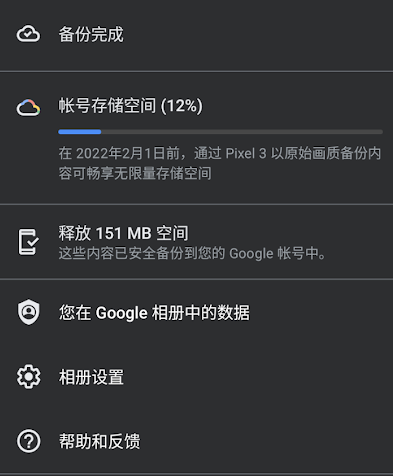 备份完成
帐号存储空间 (12%)
在 2022年2月1日前，通过 Pixel 3 以原始画质备份内
容可畅享无限量存储空间
释放 151 MB 空间
这些内容已安全备份到您的 Google 帐号中。
您在 Google 相册中的数据
相册设置
帮助和反馈